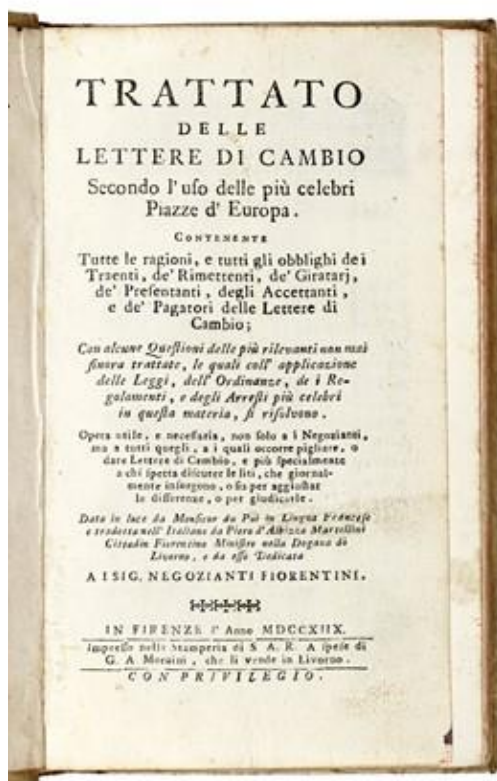 TRATTATO
DELLE
LETTERE DI CAMBIO
Secondo l' uſo delle più celebri
Piazze d' Europa.
CONTENENTE
Tutte le ragioni, e tutti gli obblighi dei
Traenti, de' Rimettenti, de' Giratarj,
de' Preſentanti, degli Accettanti,
e de' Pagatori delle Lettere di
Cambio;
Con alcune Queſtioni delle più rilevanti non mai
finora trattate, le quali coll' applicazione
delle Leggi, dell' Ordinanze, de i Re-
golamenti, e degli Arreſti più celebri
in queſta materia, ſi riſolvono.
Opera utile, e neceſſaria, non ſolo a i Negozianti,
ma a tutti quegli, a i quali occorre pigliare, o
dare Lettere di Cambio, e più ſpecialmente
a chi ſpetta diſcuter le liti, che giornal-
mente inſorgono, o ſia per aggiuſtar
le differenze, o per giudicarle.
Data in luce da Monſieur du Puì in Lingua Franceſe
e tradotta nell' Italiana da Piero d'Albizzo Martellini
Cittadin Fiorentino Miniſtro nella Dogana di
Livorno, e da eſſo Dedicata
A I SIG. NEGOZIANTI FIORENTINI.
IN FIRENZE l' Anno MDCCXIIX.
Impreſſo nella Stamperia di S. A. R. A ſpeſe di
G. A. Moraini, che li vende in Livorno.
CON PRIVILEGIO.